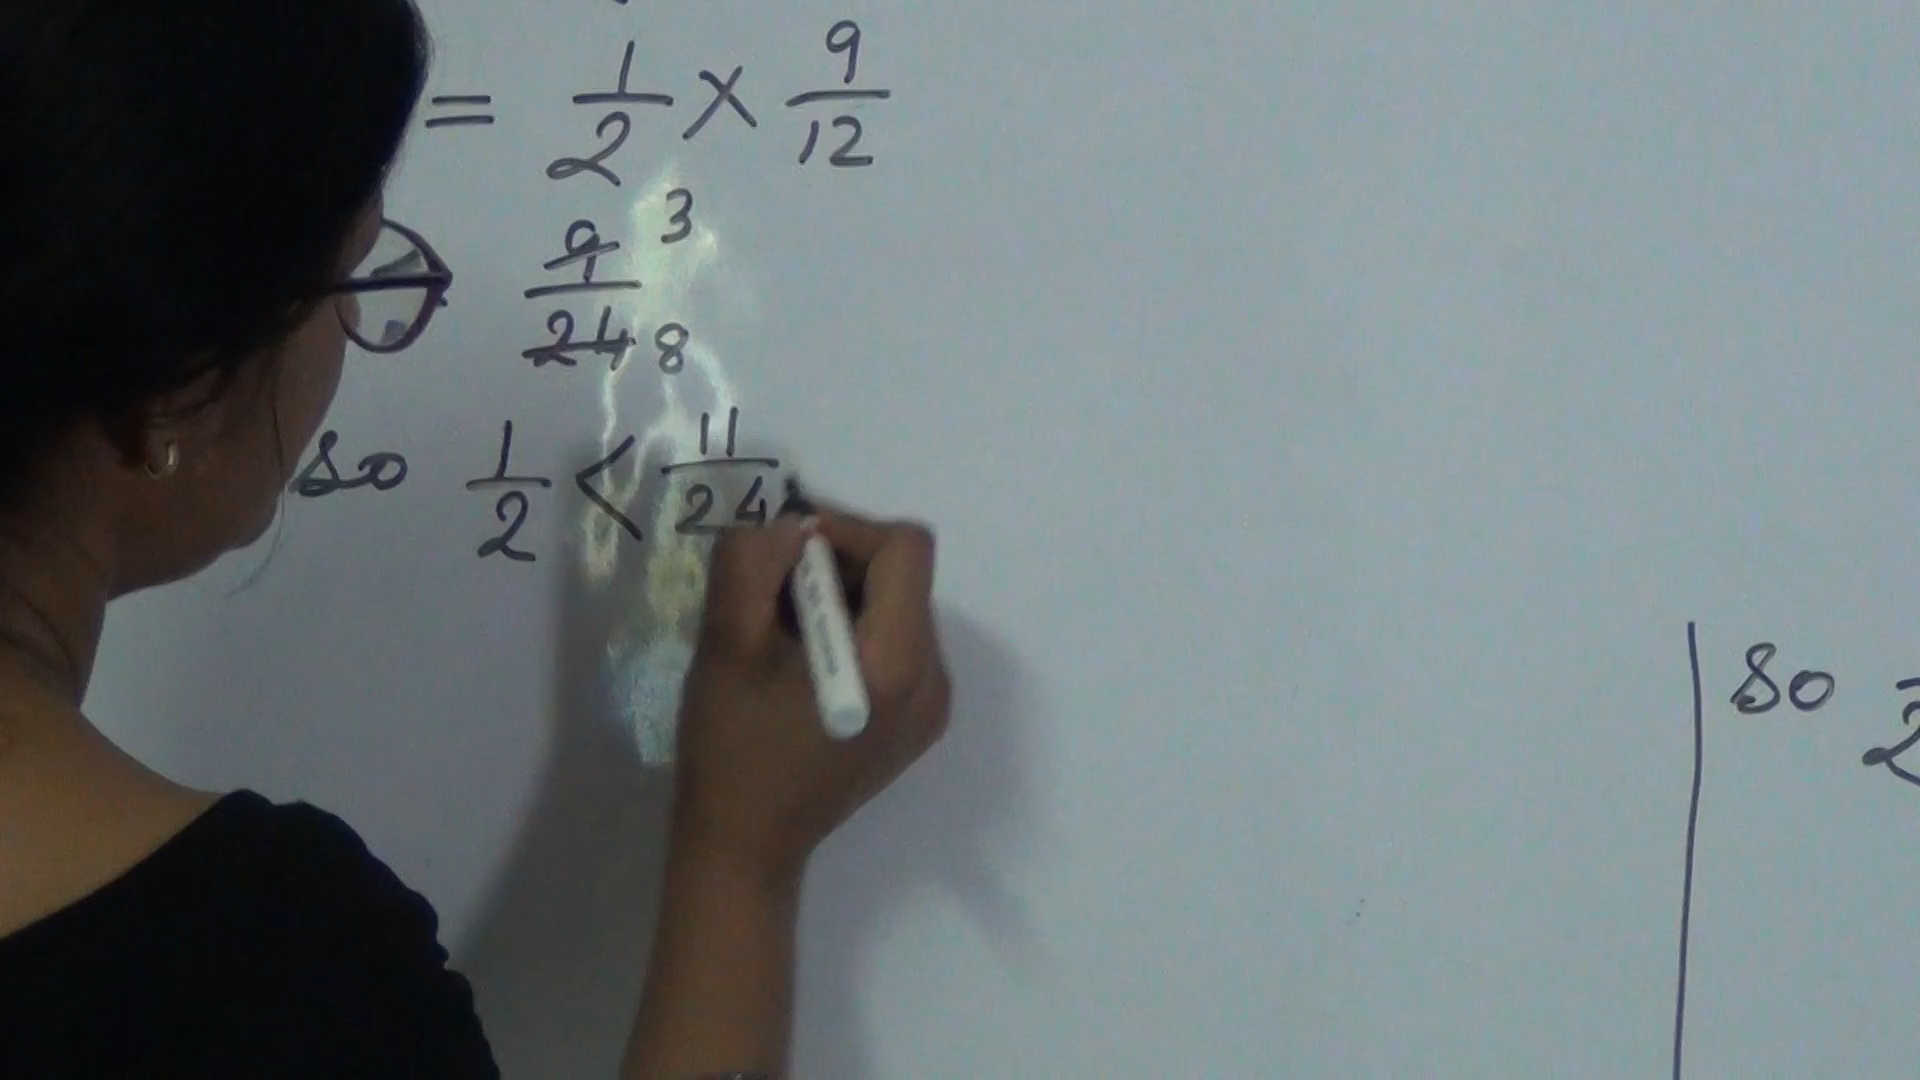 = 1/2 × 9/12
9/24 3 8
so 1/2 < 11/24
so